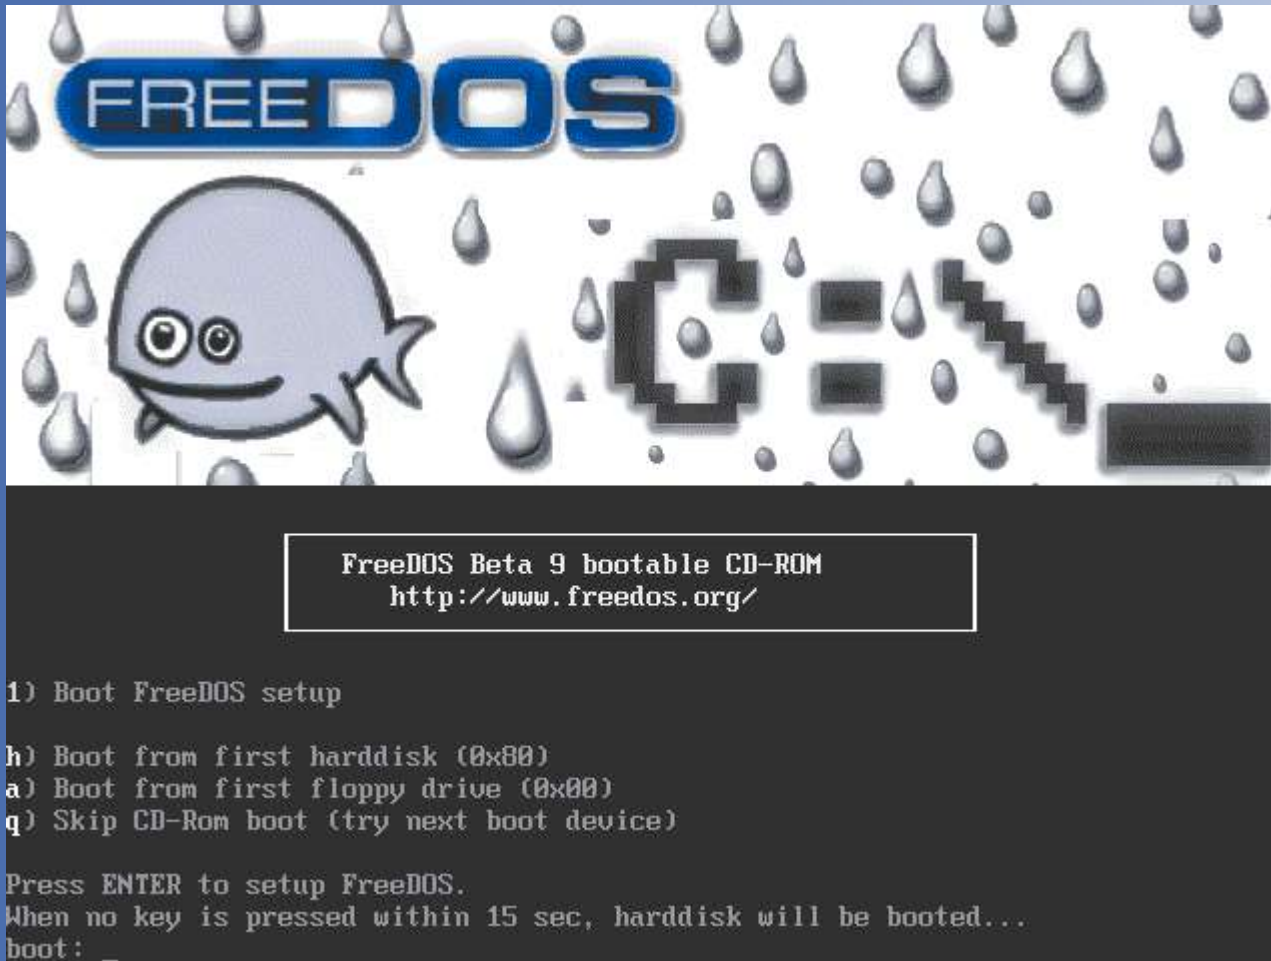 FREEDOS
C:\_
FreeDOS Beta 9 bootable CD-ROM
http://www.freedos.org/
1) Boot FreeDOS setup
h) Boot from first harddisk (0x80)
a) Boot from first floppy drive (0x00)
q) Skip CD-Rom boot (try next boot device)
Press ENTER to setup FreeDOS.
When no key is pressed within 15 sec, harddisk will be booted...
boot: _